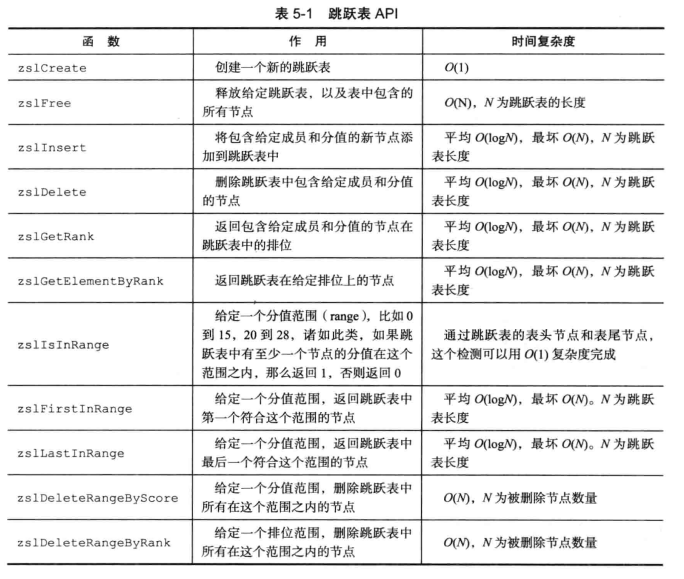 表 5-1 跳跃表 API
函 数 作 用 时间复杂度
zslCreate 创建一个新的跳跃表 O(1)
zslFree 释放给定跳跃表，以及表中包含的
所有节点 O(N)，N 为跳跃表的长度
zslInsert 将包含给定成员和分值的新节点添
加到跳跃表中 平均 O(logN)，最坏 O(N)，N 为跳跃
表长度
zslDelete 删除跳跃表中包含给定成员和分值
的节点 平均 O(logN)，最坏 O(N)，N 为跳跃
表长度
zslGetRank 返回包含给定成员和分值的节点在
跳跃表中的排位 平均 O(logN)，最坏 O(N)，N 为跳跃
表长度
zslGetElementByRank 返回跳跃表在给定排位上的节点 平均 O(logN)，最坏 O(N)，N 为跳跃
表长度
zslIsInRange 给定一个分值范围（range），比如 0
到 15，20 到 28，诸如此类，如果跳
跃表中有至少一个节点的分值在这个
范围之内，那么返回 1，否则返回 0 通过跳跃表的表头节点和表尾节点，
这个检测可以用 O(1) 复杂度完成
zslFirstInRange 给定一个分值范围，返回跳跃表中
第一个符合这个范围的节点 平均 O(logN)，最坏 O(N)。N 为跳跃
表长度
zslLastInRange 给定一个分值范围，返回跳跃表中
最后一个符合这个范围的节点 平均 O(logN)，最坏 O(N)。N 为跳跃
表长度
zslDeleteRangeByScore 给定一个分值范围，删除跳跃表中
所有在这个范围之内的节点 O(N)，N 为被删除节点数量
zslDeleteRangeByRank 给定一个排位范围，删除跳跃表中
所有在这个范围之内的节点 O(N)，N 为被删除节点数量